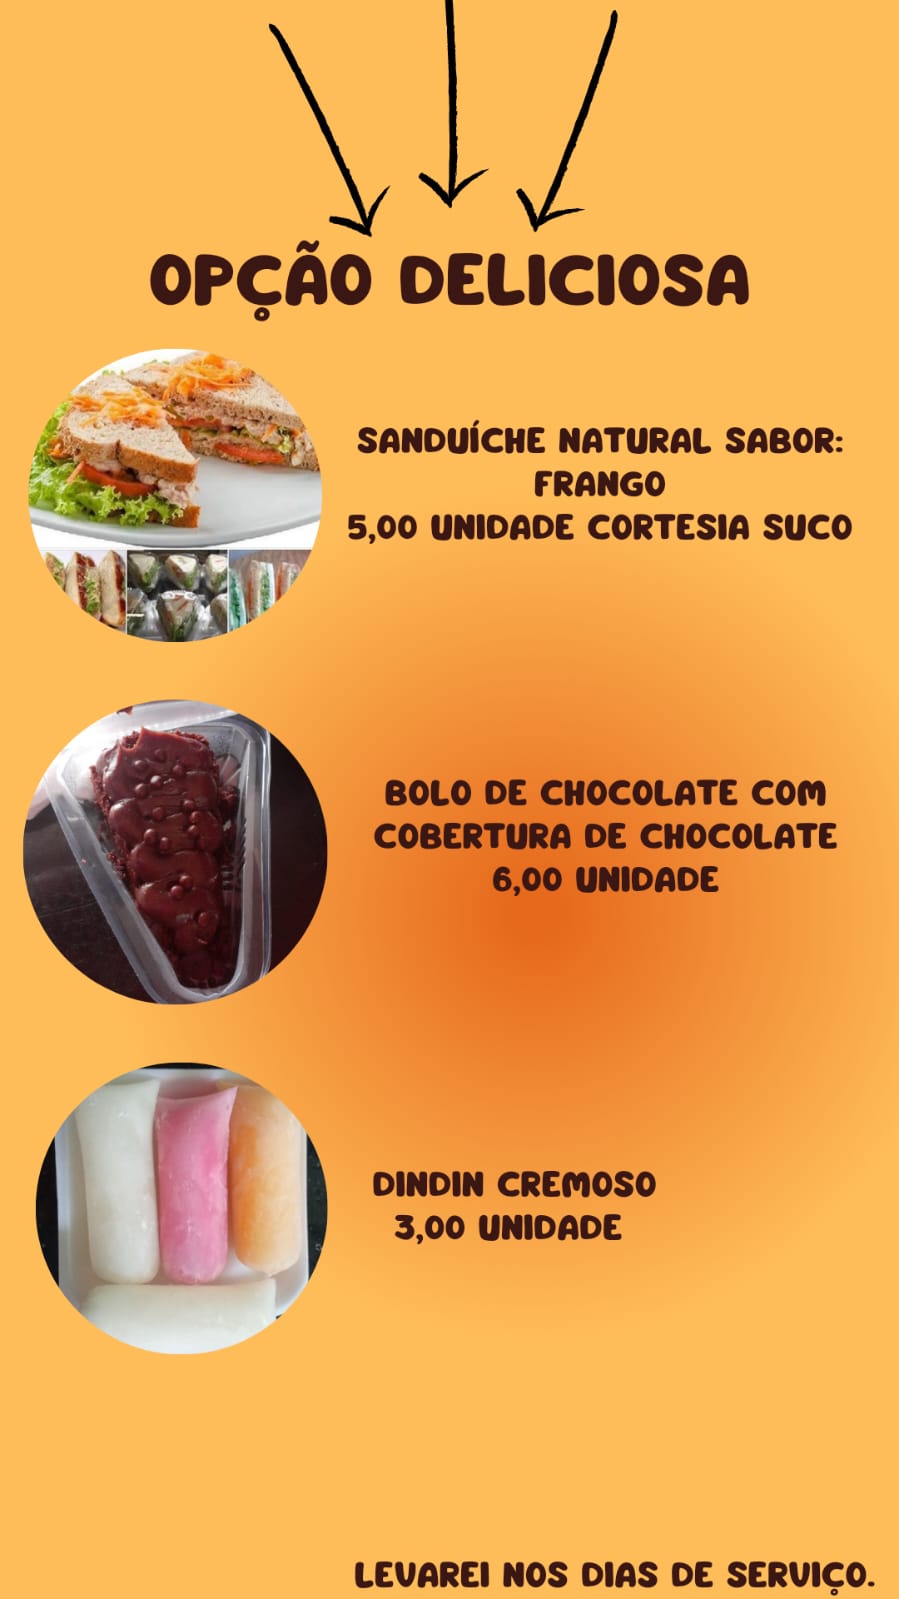 OPÇÃO DELICIOSA
SANDUÍCHE NATURAL SABOR:
FRANGO
5,00 UNIDADE CORTESIA SUCO
BOLO DE CHOCOLATE COM
COBERTURA DE CHOCOLATE
6,00 UNIDADE
DINDIN CREMOSO
3,00 UNIDADE
LEVAREI NOS DIAS DE SERVIÇO.